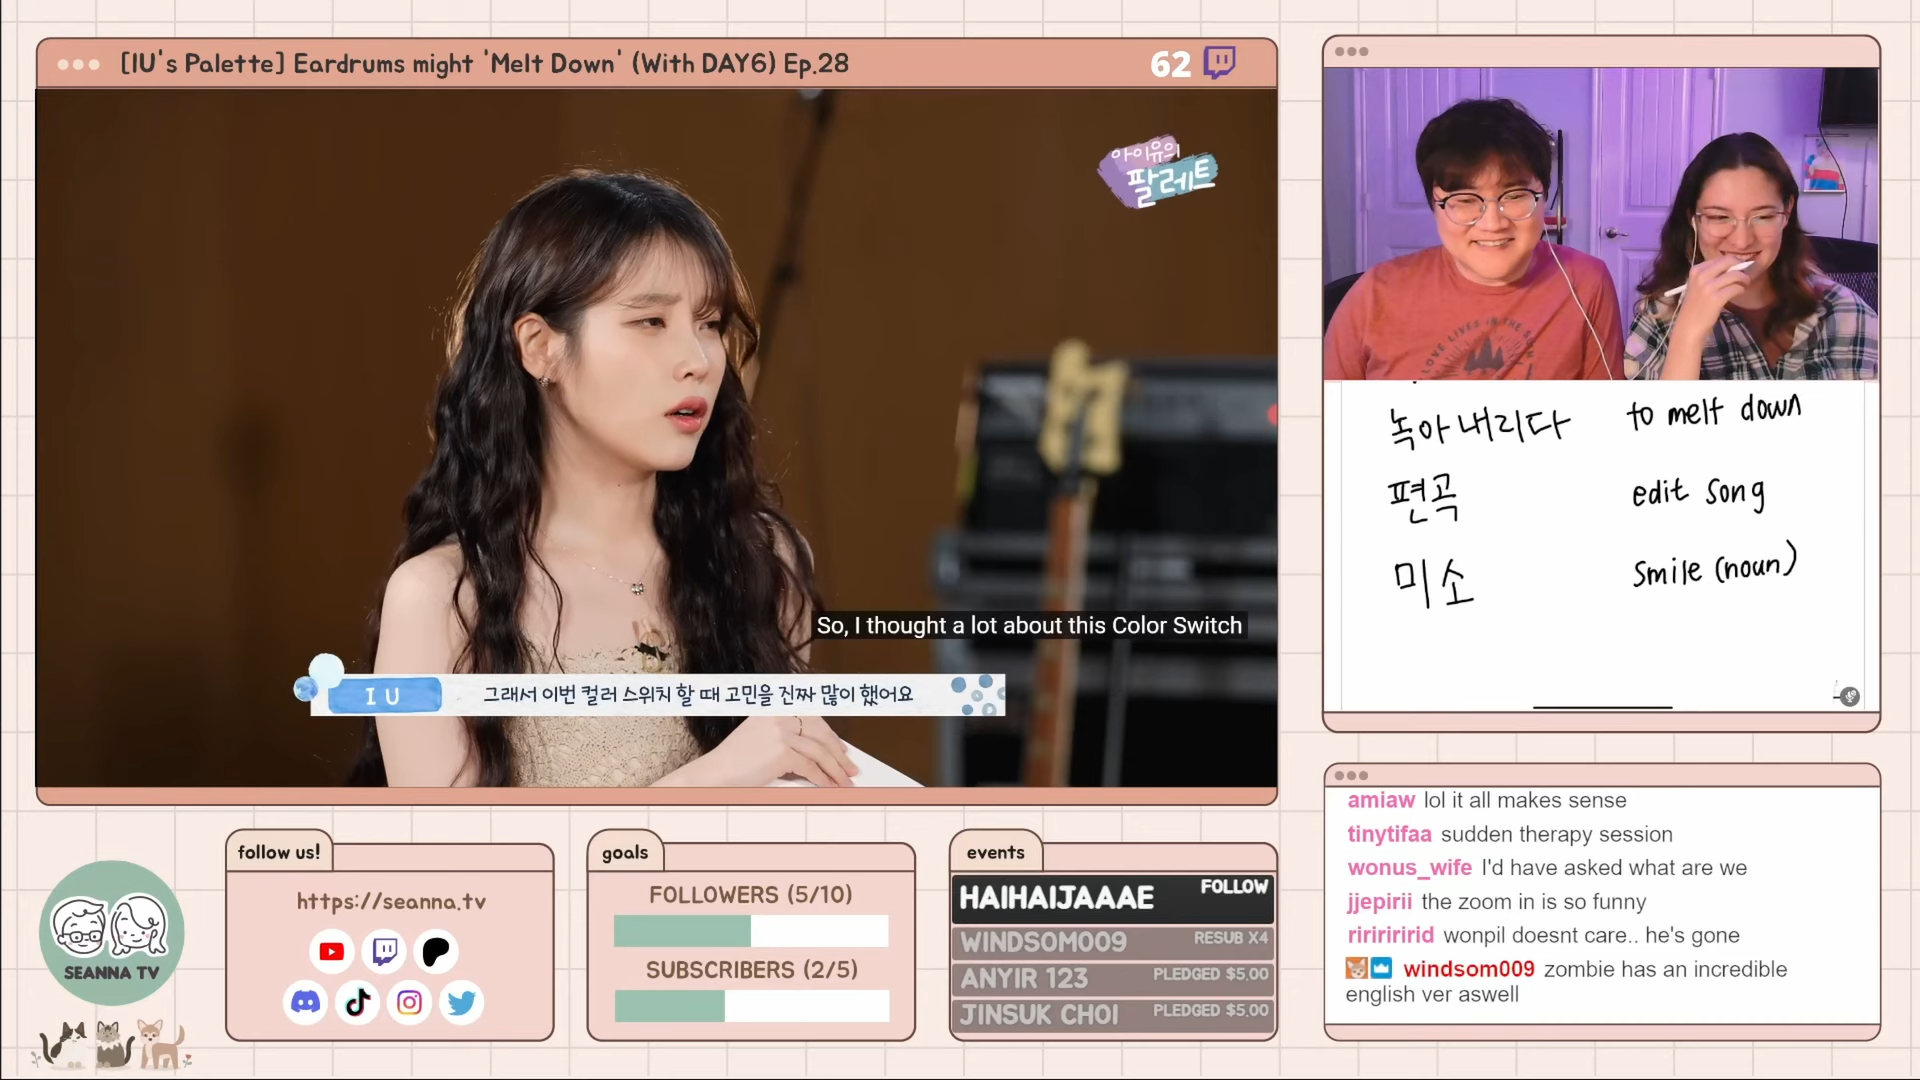 [IU's Palette] Eardrums might 'Melt Down' (With DAY6) Ep.28
62
아이유의
팔레트
So, I thought a lot about this Color Switch
IU
그래서 이번 컬러 스위치 할 때 고민을 진짜 많이 했어요
LOVE LIVES IN THE
녹아내리다 to melt down
편곡 edit song
미소 smile (noun)
amiaw lol it all makes sense
tinytifaa sudden therapy session
wonus_wife I'd have asked what are we
jjepirii the zoom in is so funny
riririririd wonpil doesnt care.. he's gone
windsom009 zombie has an incredible
english ver aswell
SEANNA TV
follow us!
https://seanna.tv
goals
FOLLOWERS (5/10)
SUBSCRIBERS (2/5)
events
HAIHAIJAAAE FOLLOW
WINDSOM009 RESUB X4
ANYIR 123 PLEDGED $5.00
JINSUK CHOI PLEDGED $5.00